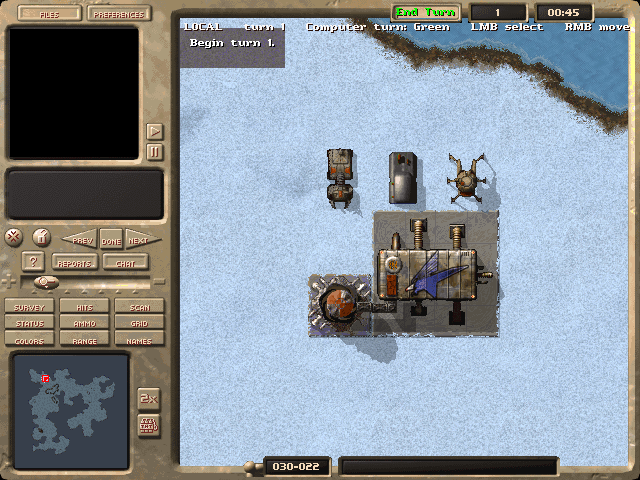 FILES PREFERENCES End Turn 1 00:45
LOCAL turn 1 Computer turn: Green LMB select RMB move
Begin turn 1.
PREV DONE NEXT
? REPORTS CHAT
SURVEY HITS SCAN
STATUS AMMO GRID
COLORS RANGE NAMES
2x
030-022